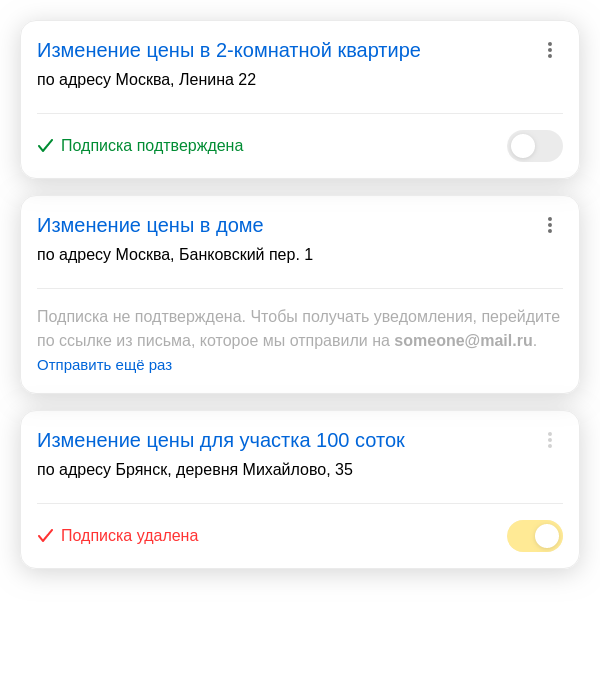 Изменение цены в 2-комнатной квартире
по адресу Москва, Ленина 22
Подписка подтверждена
Изменение цены в доме
по адресу Москва, Банковский пер. 1
Подписка не подтверждена. Чтобы получать уведомления, перейдите
по ссылке из письма, которое мы отправили на someone@mail.ru.
Отправить ещё раз
Изменение цены для участка 100 соток
по адресу Брянск, деревня Михайлово, 35
Подписка удалена